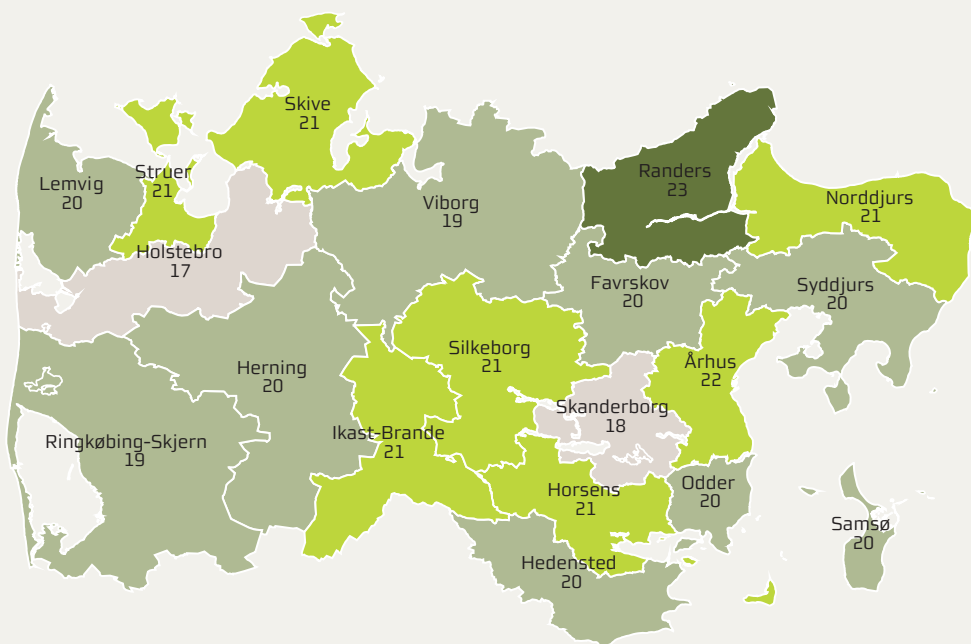 Skive
21
Randers
23
Struer
21
Lemvig
20
Viborg
19
Norddjurs
21
Holstebro
17
Favrskov
20
Syddjurs
20
Silkeborg
21
Århus
22
Herning
20
Skanderborg
18
Ikast-Brande
21
Ringkøbing-Skjern
19
Horsens
21
Odder
20
Samsø
20
Hedensted
20